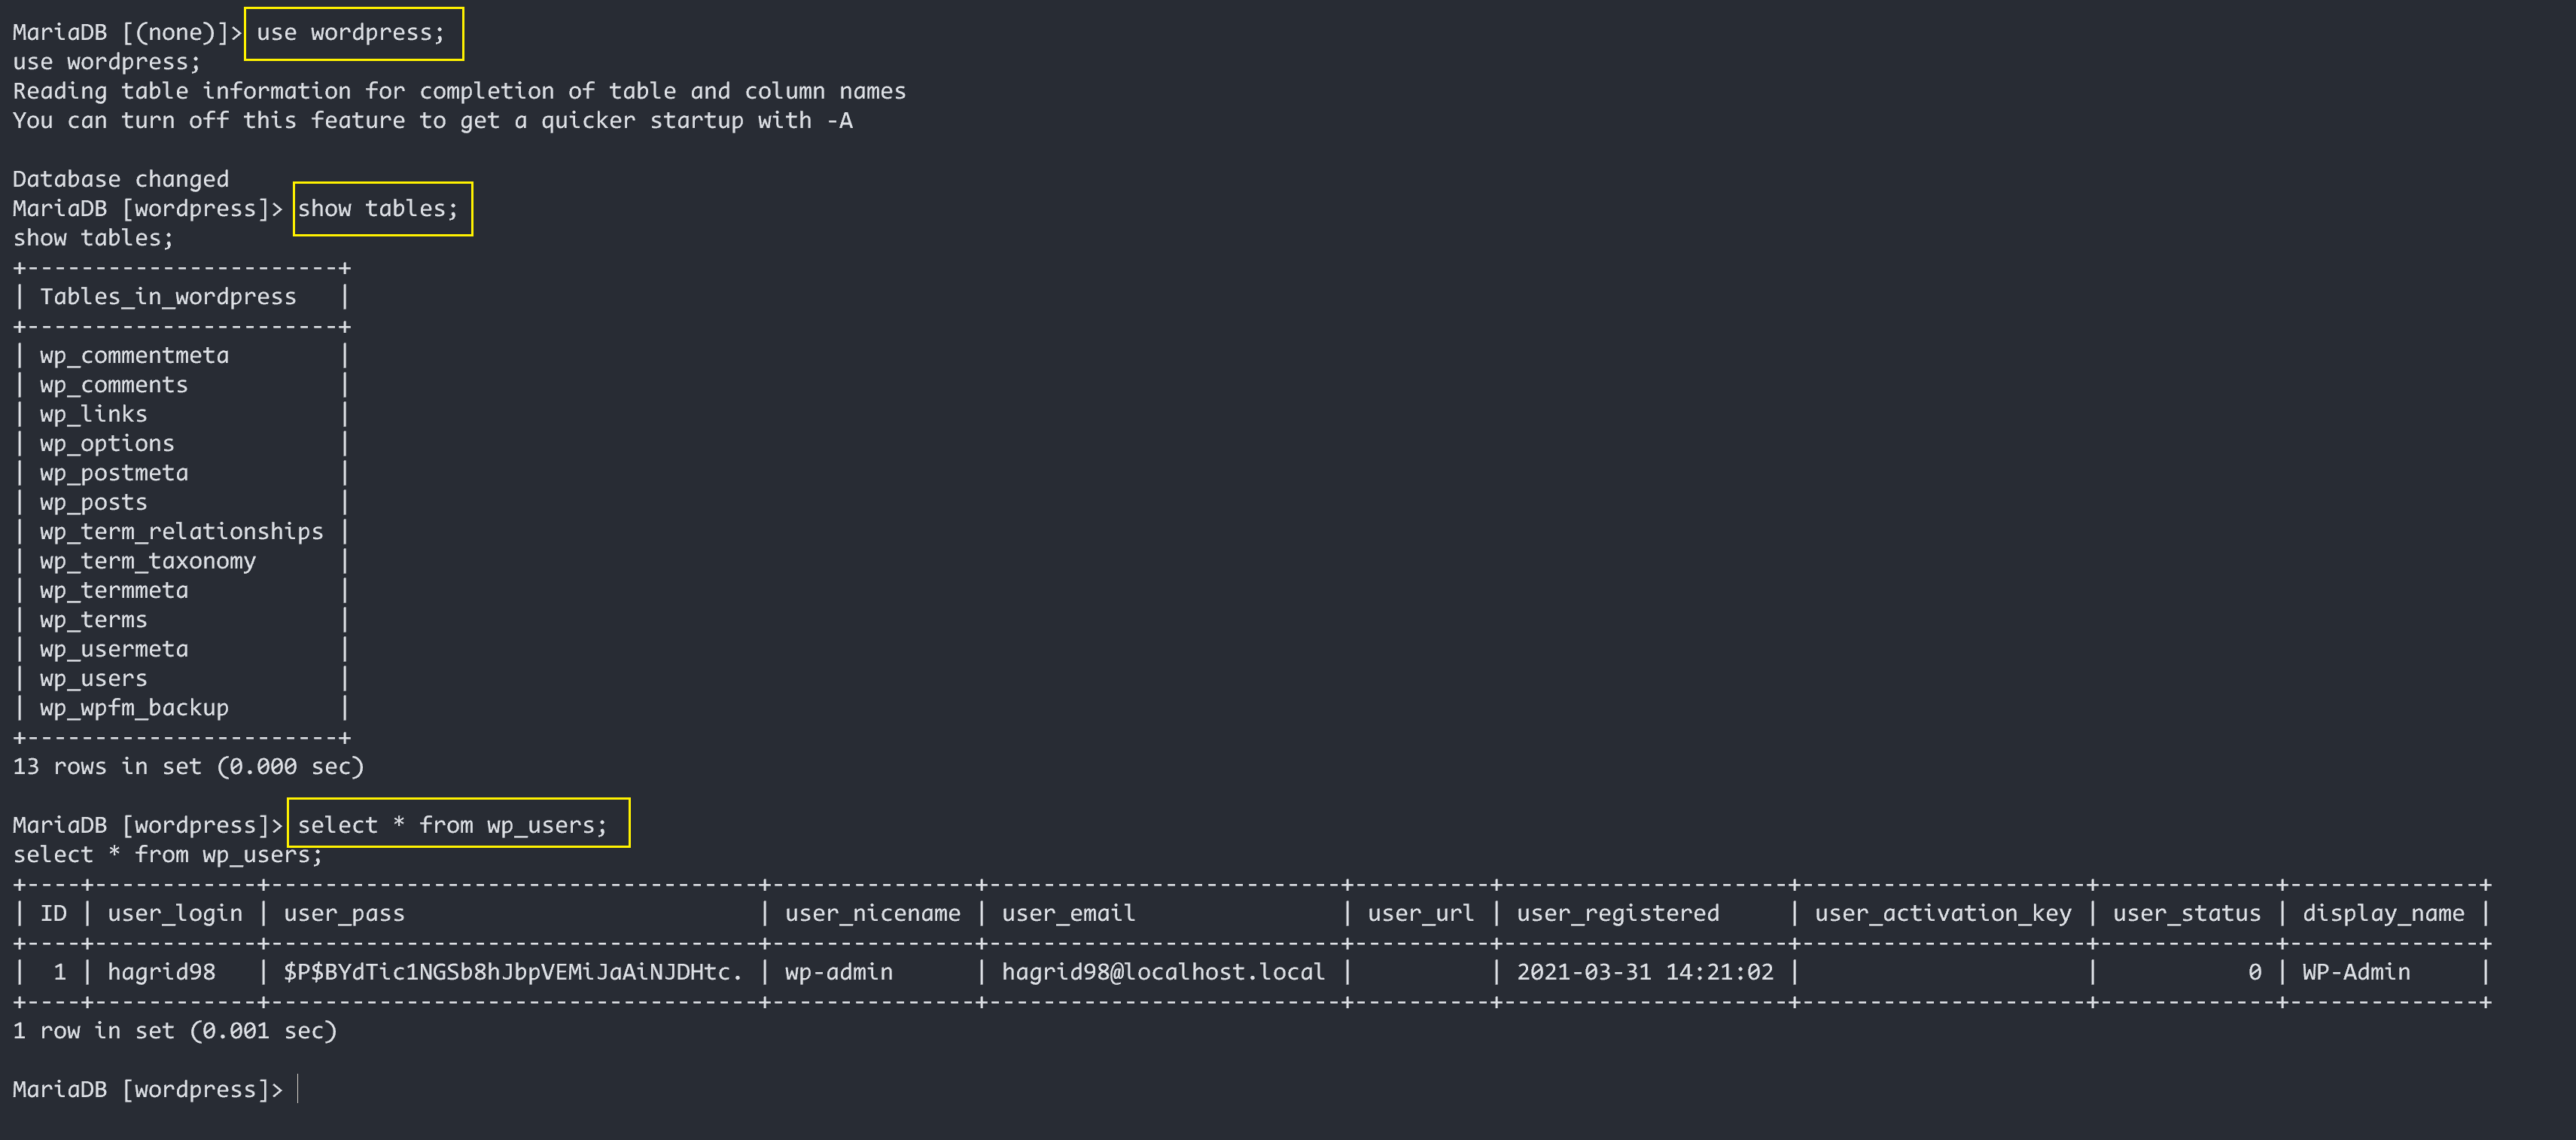 MariaDB [(none)]> use wordpress;
use wordpress;
Reading table information for completion of table and column names
You can turn off this feature to get a quicker startup with -A

Database changed
MariaDB [wordpress]> show tables;
show tables;
+-----------------------+
| Tables_in_wordpress   |
+-----------------------+
| wp_commentmeta        |
| wp_comments           |
| wp_links              |
| wp_options            |
| wp_postmeta           |
| wp_posts              |
| wp_term_relationships |
| wp_term_taxonomy      |
| wp_termmeta           |
| wp_terms              |
| wp_usermeta           |
| wp_users              |
| wp_wpfm_backup        |
+-----------------------+
13 rows in set (0.000 sec)

MariaDB [wordpress]> select * from wp_users;
select * from wp_users;
+----+------------+------------------------------------+---------------+--------------------------+----------+---------------------+---------------------+-------------+--------------+
| ID | user_login | user_pass                          | user_nicename | user_email               | user_url | user_registered     | user_activation_key | user_status | display_name |
+----+------------+------------------------------------+---------------+--------------------------+----------+---------------------+---------------------+-------------+--------------+
|  1 | hagrid98   | $P$BYdTic1NGSb8hJbpVEMiJaAiNJDHtc. | wp-admin      | hagrid98@localhost.local |          | 2021-03-31 14:21:02 |                     |           0 | WP-Admin     |
+----+------------+------------------------------------+---------------+--------------------------+----------+---------------------+---------------------+-------------+--------------+
1 row in set (0.001 sec)

MariaDB [wordpress]>